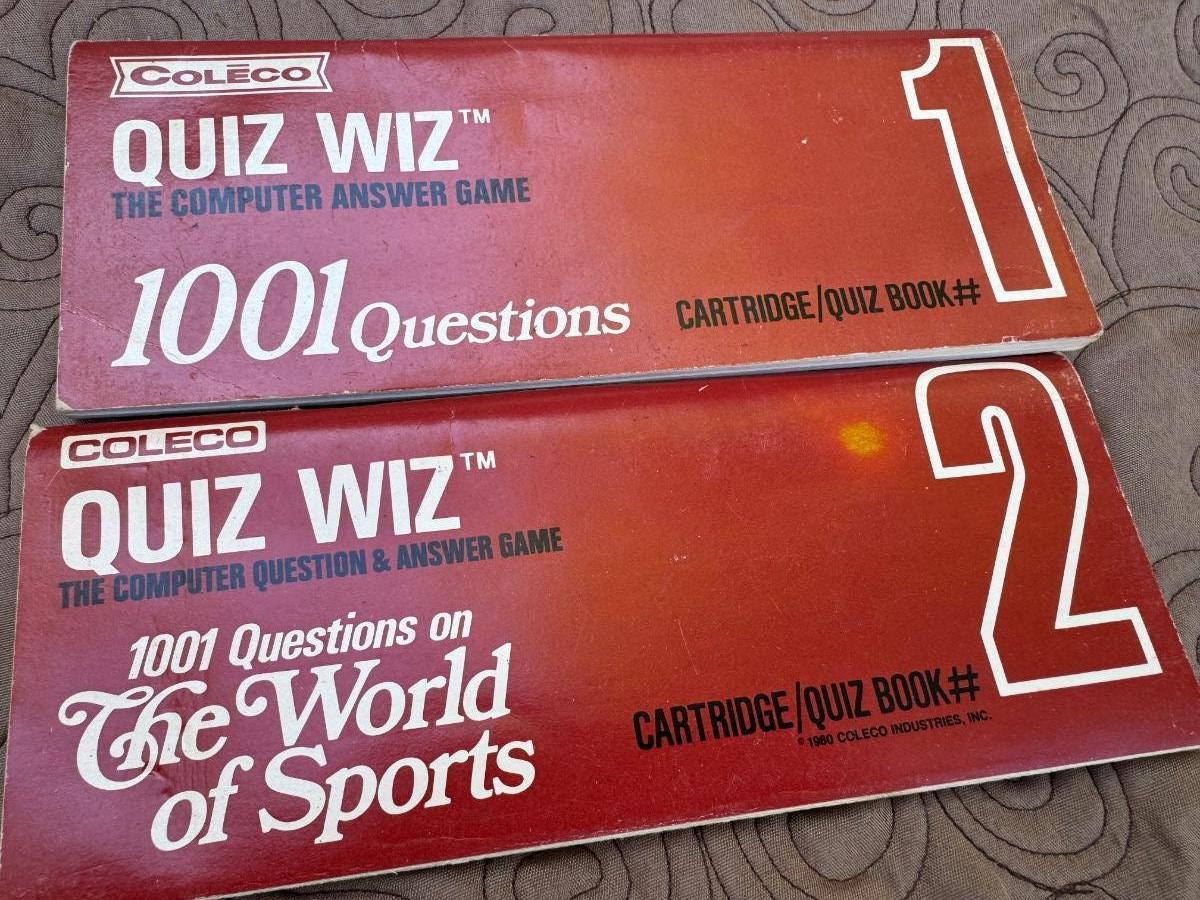 COLĒCO
QUIZ WIZ™
THE COMPUTER ANSWER GAME
1001 Questions
CARTRIDGE/QUIZ BOOK# 1
COLECO
QUIZ WIZ™
THE COMPUTER QUESTION & ANSWER GAME
1001 Questions on
The World
of Sports
CARTRIDGE/QUIZ BOOK# 2
© 1980 COLECO INDUSTRIES, INC.